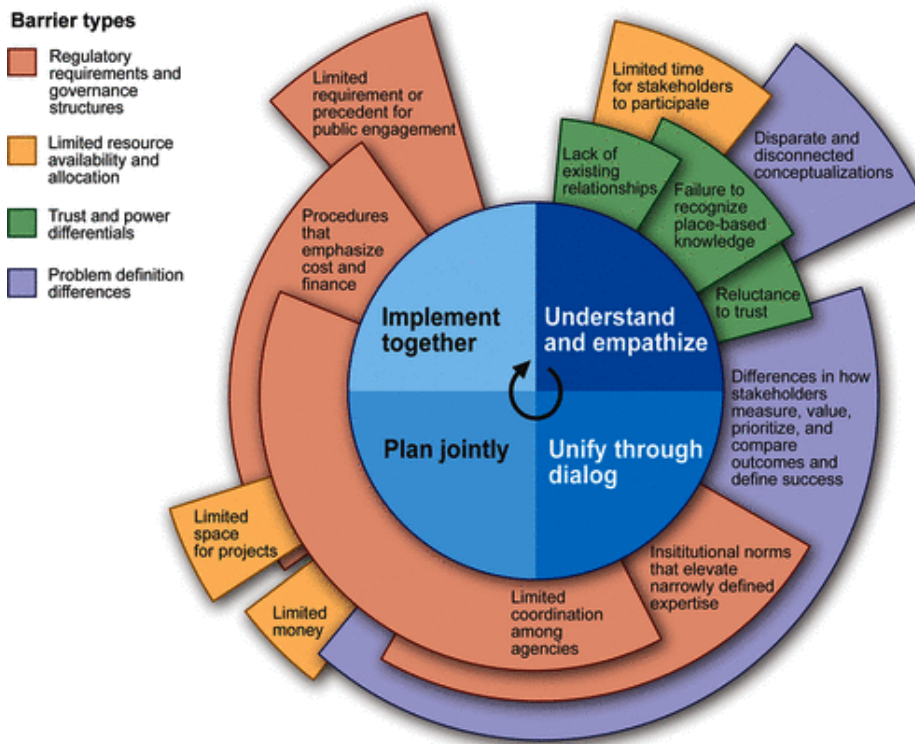 Barrier types
Regulatory
requirements and
governance
structures
Limited resource
availability and
allocation
Trust and power
differentials
Problem definition
differences
Limited
requirement or
precedent for
public engagement
Procedures
that
emphasize
cost and
finance
Limited time
for stakeholders
to participate
Disparate and
disconnected
conceptualizations
Lack of
existing
relationships
Failure to
recognize
place-based
knowledge
Reluctance
to trust
Implement
together
Understand
and empathize
Plan jointly
Unify through
dialog
Differences in how
stakeholders
measure, value,
prioritize, and
compare
outcomes and
define success
Limited
space
for projects
Limited
money
Limited
coordination
among
agencies
Insititutional norms
that elevate
narrowly defined
expertise